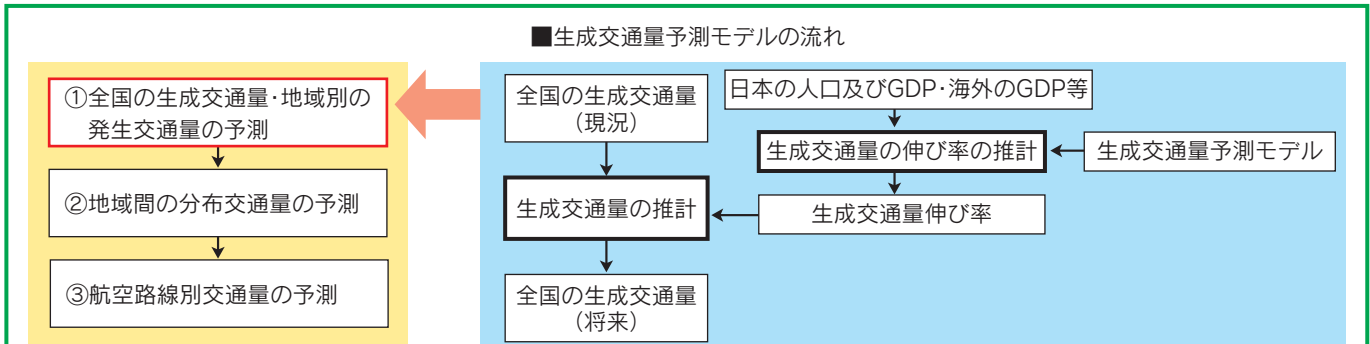 ■生成交通量予測モデルの流れ
①全国の生成交通量・地域別の
発生交通量の予測
②地域間の分布交通量の予測
③航空路線別交通量の予測
全国の生成交通量
（現況）
日本の人口及びGDP・海外のGDP等
生成交通量の伸び率の推計
生成交通量予測モデル
生成交通量の推計
生成交通量伸び率
全国の生成交通量
（将来）